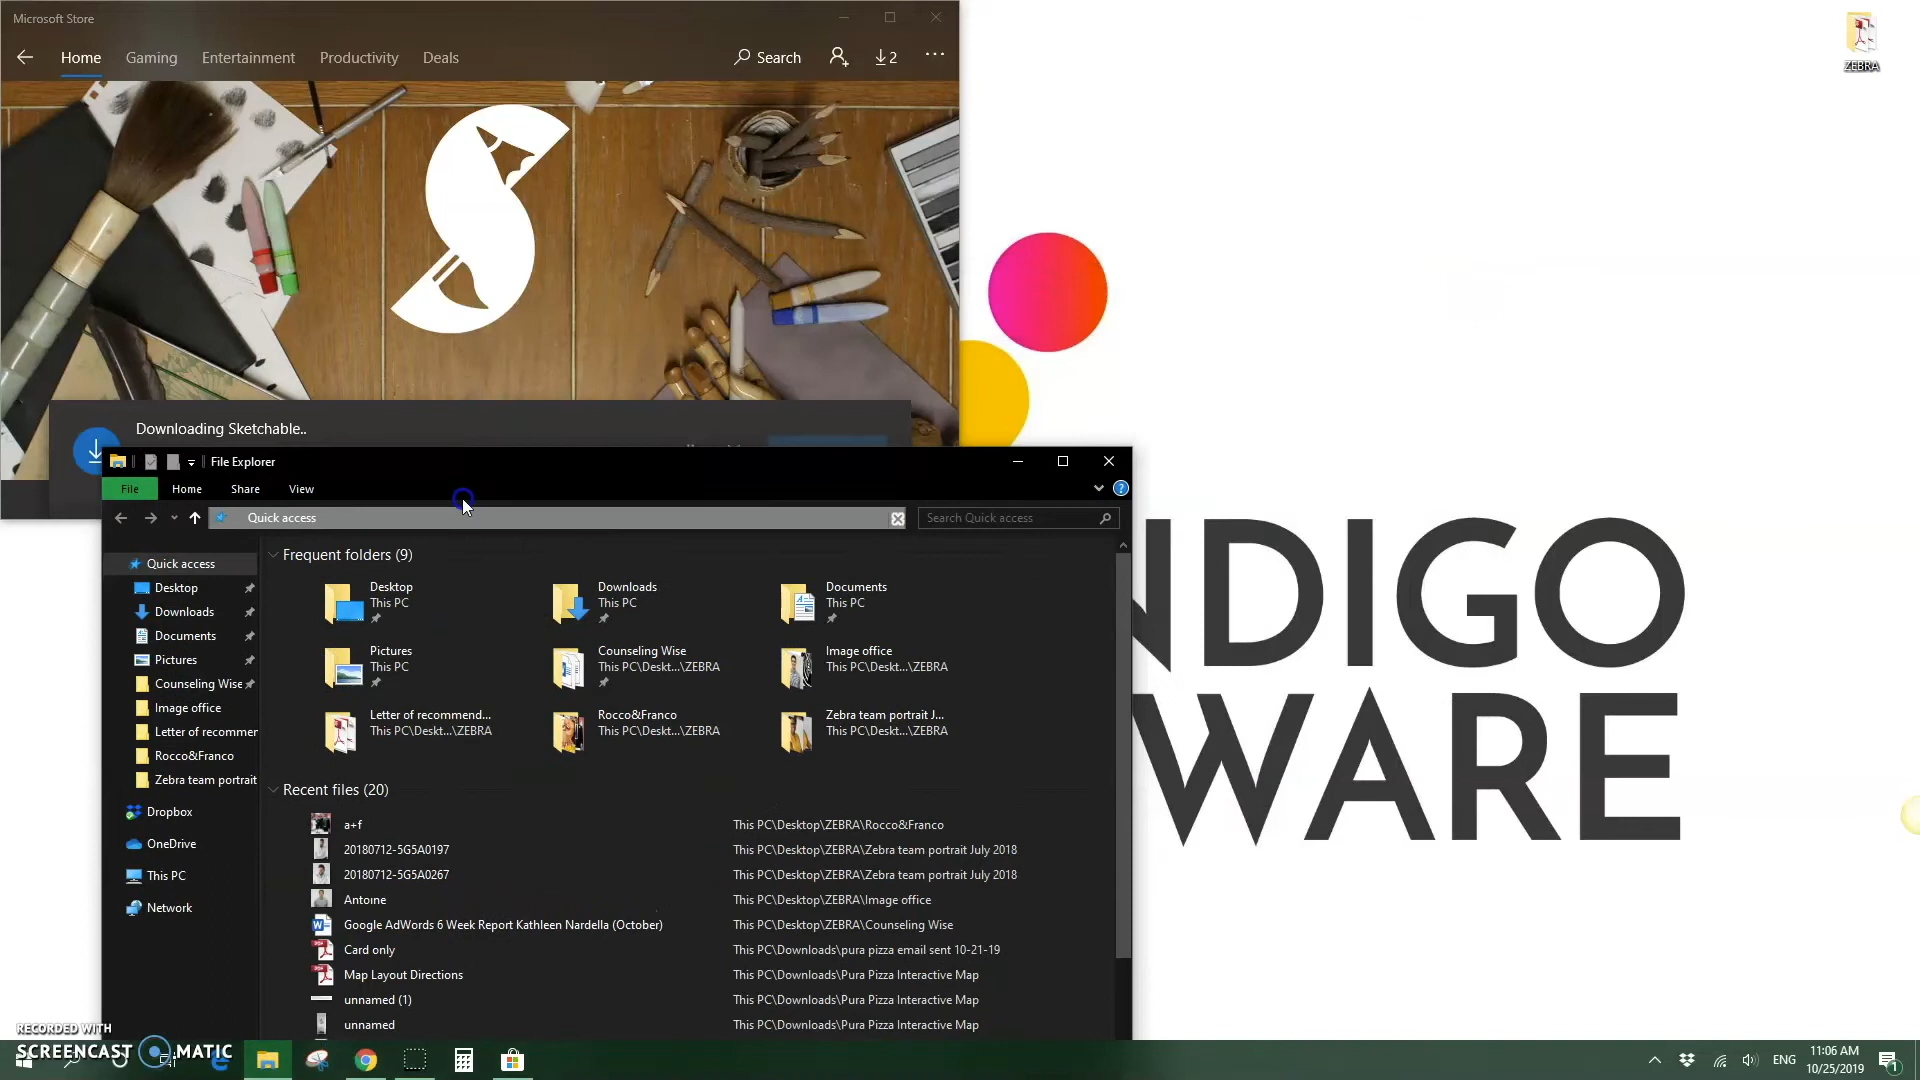 Microsoft Store
Home Gaming Entertainment Productivity Deals
Search 2
ZEBRA
Downloading Sketchable..
File Explorer
File Home Share View
Quick access
Search Quick access
Quick access
Desktop
Downloads
Documents
Pictures
Counseling Wise
Image office
Letter of recommer
Rocco&Franco
Zebra team portrait
Dropbox
OneDrive
This PC
Network
Frequent folders (9)
Desktop
This PC
Downloads
This PC
Documents
This PC
Pictures
This PC
Counseling Wise
This PC\Deskt...\ZEBRA
Image office
This PC\Deskt...\ZEBRA
Letter of recommend...
This PC\Deskt...\ZEBRA
Rocco&Franco
This PC\Deskt...\ZEBRA
Zebra team portrait J...
This PC\Deskt...\ZEBRA
Recent files (20)
a+f This PC\Desktop\ZEBRA\Rocco&Franco
20180712-5G5A0197 This PC\Desktop\ZEBRA\Zebra team portrait July 2018
20180712-5G5A0267 This PC\Desktop\ZEBRA\Zebra team portrait July 2018
Antoine This PC\Desktop\ZEBRA\Image office
Google AdWords 6 Week Report Kathleen Nardella (October) This PC\Desktop\ZEBRA\Counseling Wise
Card only This PC\Downloads\pura pizza email sent 10-21-19
Map Layout Directions This PC\Downloads\Pura Pizza Interactive Map
unnamed (1) This PC\Downloads\Pura Pizza Interactive Map
unnamed This PC\Downloads\Pura Pizza Interactive Map
NDIGO
WARE
RECORDED WITH
SCREENCAST MATIC
ENG
11:06 AM
10/25/2019
1